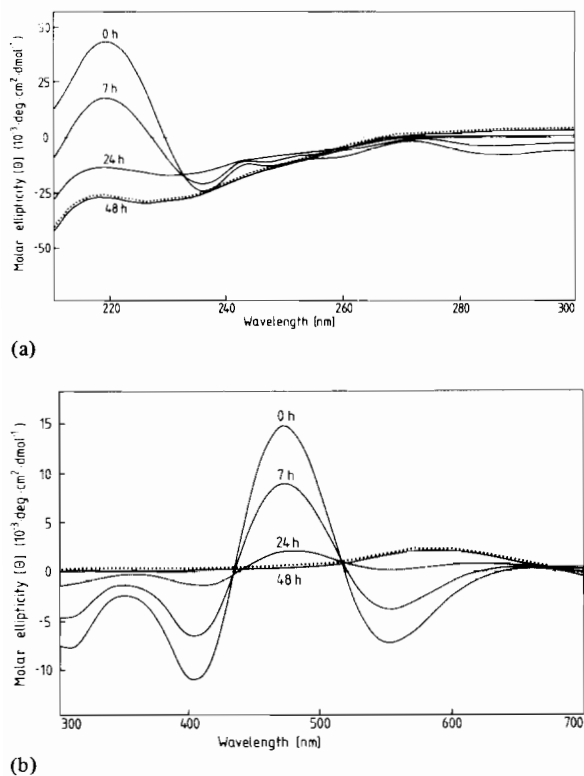 50
25
0
-25
-50
Molar ellipticity [Θ] (10⁻³·deg·cm²·dmol⁻¹)
0 h
7 h
24 h
48 h
220
240
260
280
300
Wavelength [nm]
(a)
15
10
5
0
-5
-10
Molar ellipticity [Θ] (10⁻³·deg·cm²·dmol⁻¹)
0 h
7 h
24 h
48 h
300
400
500
600
700
Wavelength [nm]
(b)